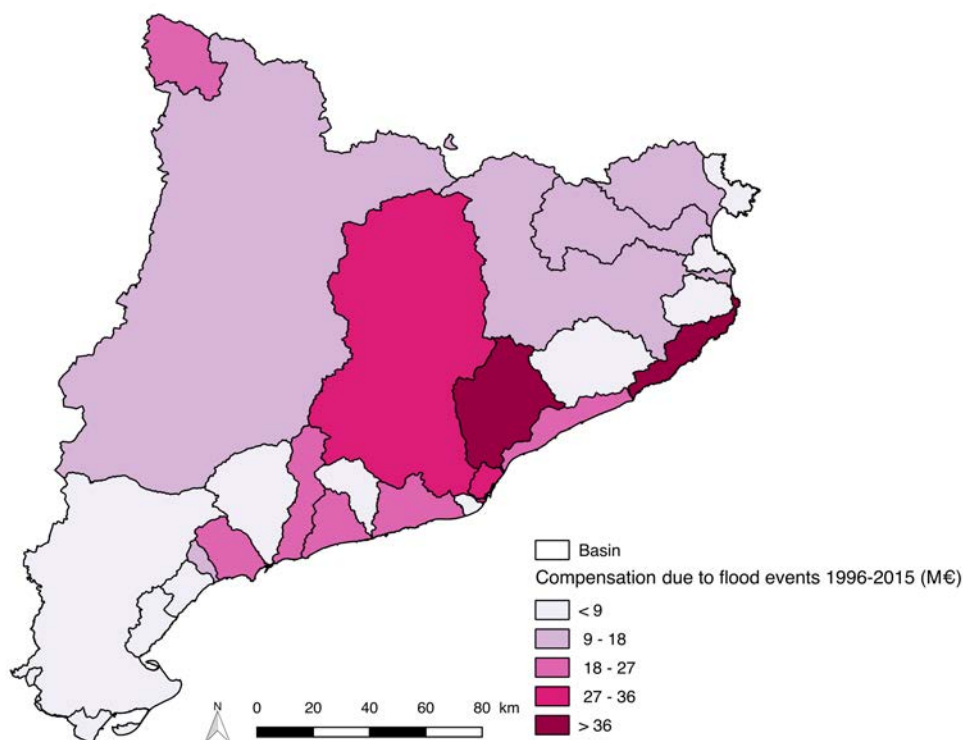 Basin
Compensation due to flood events 1996-2015 (M€)
< 9
9 - 18
18 - 27
27 - 36
> 36
N
0 20 40 60 80 km